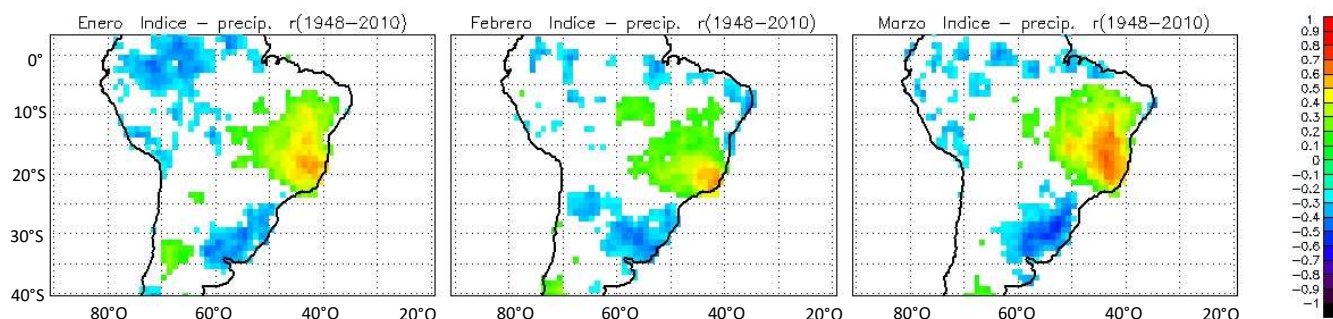 Enero Indice – precip. r(1948–2010)
Febrero Indice – precip. r(1948–2010)
Marzo Indice – precip. r(1948–2010)
0°
10°S
20°S
30°S
40°S
80°O 60°O 40°O 20°O
80°O 60°O 40°O 20°O
80°O 60°O 40°O 20°O
1
0.9
0.8
0.7
0.6
0.5
0.4
0.3
0.2
0.1
0
−0.1
−0.2
−0.3
−0.4
−0.5
−0.6
−0.7
−0.8
−0.9
−1